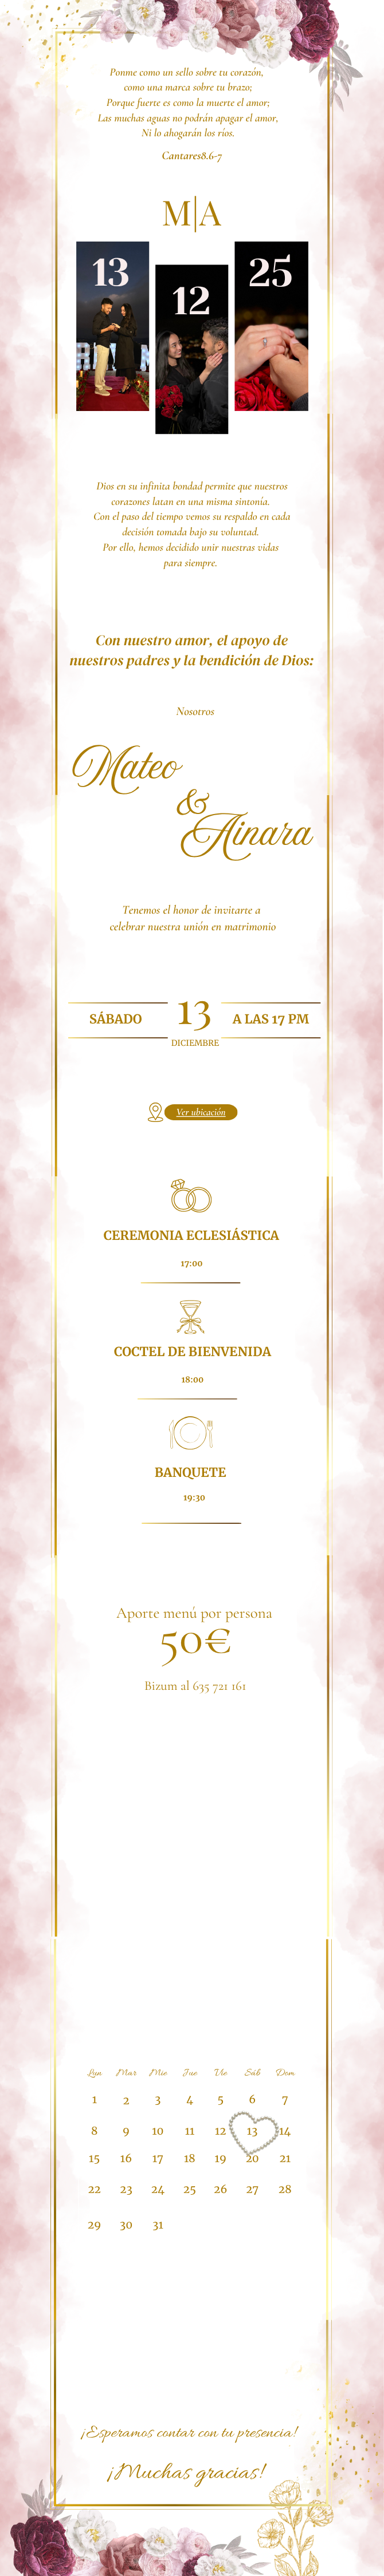 Ponme como un sello sobre tu corazón,
como una marca sobre tu brazo;
Porque fuerte es como la muerte el amor;
Las muchas aguas no podrán apagar el amor,
Ni lo ahogarán los ríos.
Cantares8.6-7
M|A
13
12
25
Dios en su infinita bondad permite que nuestros
corazones latan en una misma sintonía.
Con el paso del tiempo vemos su respaldo en cada
decisión tomada bajo su voluntad.
Por ello, hemos decidido unir nuestras vidas
para siempre.
Con nuestro amor, el apoyo de
nuestros padres y la bendición de Dios:
Nosotros
Mateo
&
Ainara
Tenemos el honor de invitarte a
celebrar nuestra unión en matrimonio
SÁBADO 13 A LAS 17 PM
DICIEMBRE
Ver ubicación
CEREMONIA ECLESIÁSTICA
17:00
COCTEL DE BIENVENIDA
18:00
BANQUETE
19:30
Aporte menú por persona
50€
Bizum al 635 721 161
Lun Mar Mie Jue Vie Sáb Dom
1 2 3 4 5 6 7
8 9 10 11 12 13 14
15 16 17 18 19 20 21
22 23 24 25 26 27 28
29 30 31
¡Esperamos contar con tu presencia!
¡Muchas gracias!